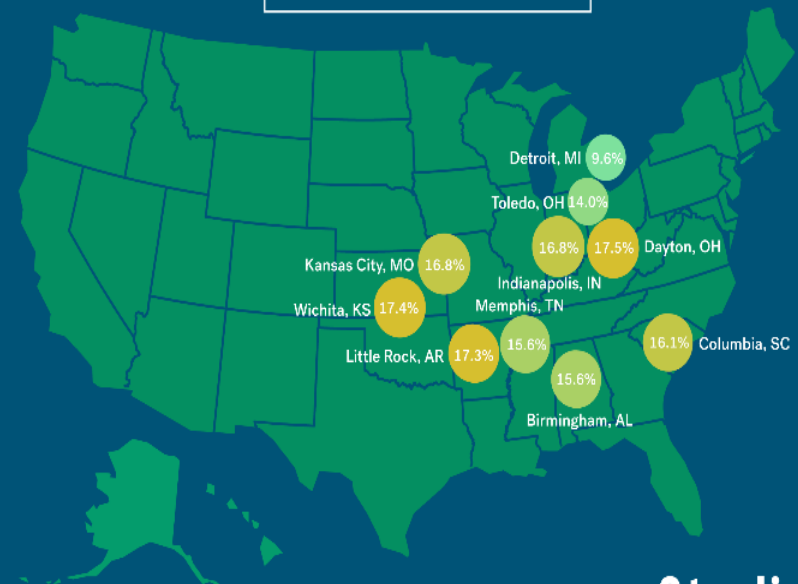 Detroit, MI 9.6%
Toledo, OH 14.0%
16.8% 17.5% Dayton, OH
Kansas City, MO 16.8%
Indianapolis, IN
Wichita, KS 17.4%
Memphis, TN
15.6%
Little Rock, AR 17.3%
16.1% Columbia, SC
15.6%
Birmingham, AL